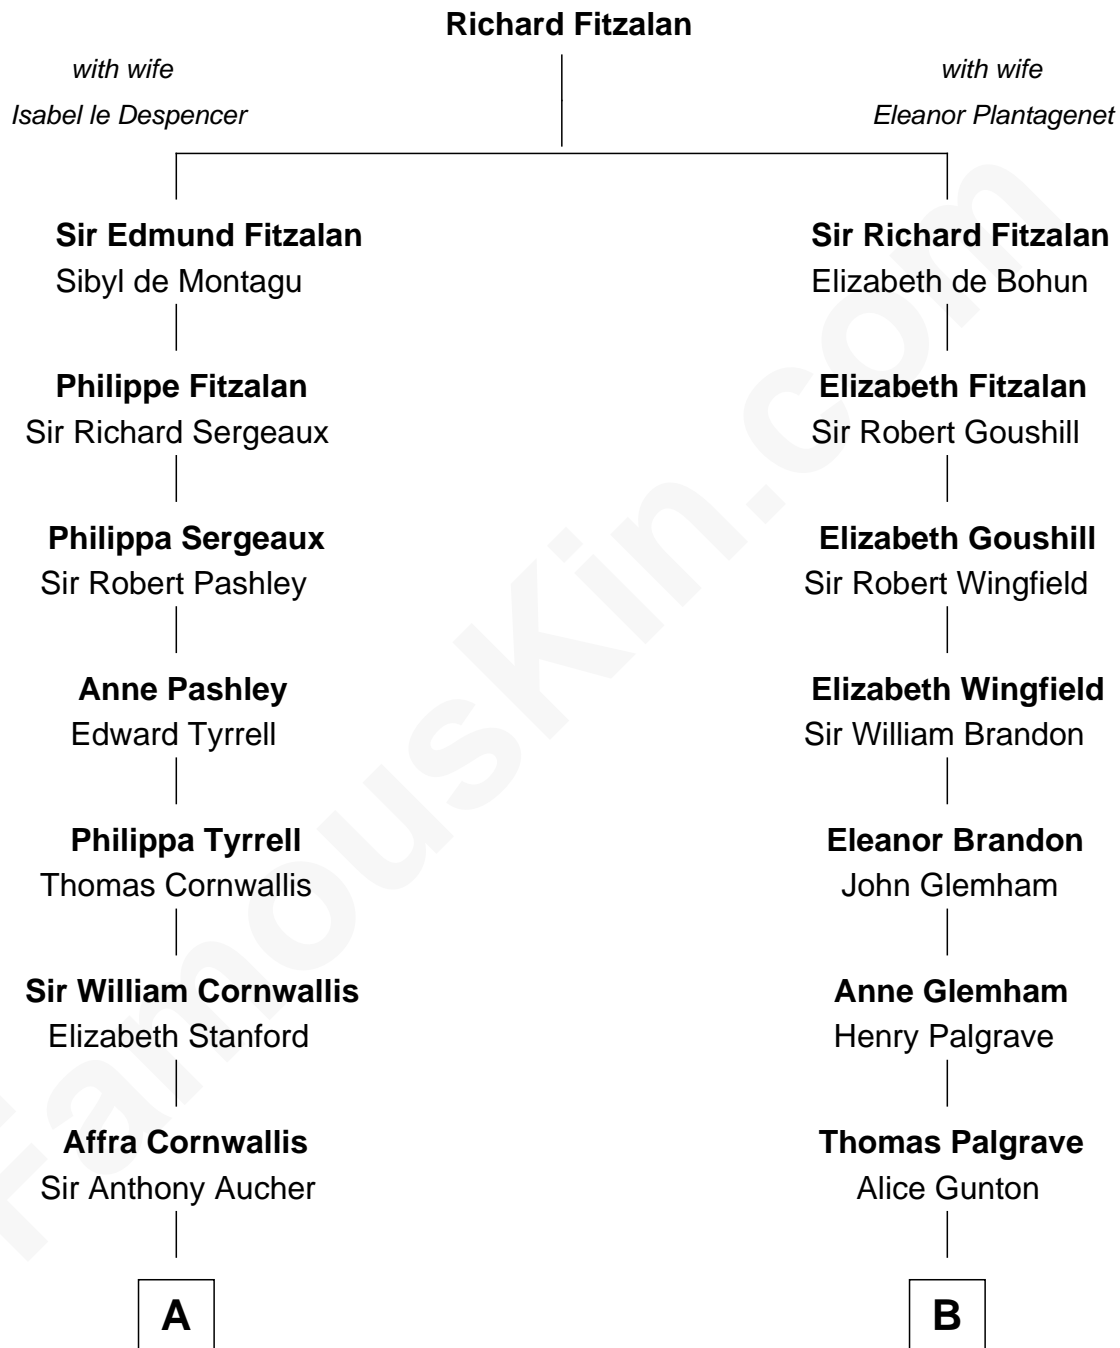 Richard Fitzalan
with wife
Isabel le Despencer
with wife
Eleanor Plantagenet
Sir Edmund Fitzalan
Sibyl de Montagu
Philippe Fitzalan
Sir Richard Sergeaux
Philippa Sergeaux
Sir Robert Pashley
Anne Pashley
Edward Tyrrell
Philippa Tyrrell
Thomas Cornwallis
Sir William Cornwallis
Elizabeth Stanford
Affra Cornwallis
Sir Anthony Aucher
A
Sir Richard Fitzalan
Elizabeth de Bohun
Elizabeth Fitzalan
Sir Robert Goushill
Elizabeth Goushill
Sir Robert Wingfield
Elizabeth Wingfield
Sir William Brandon
Eleanor Brandon
John Glemham
Anne Glemham
Henry Palgrave
Thomas Palgrave
Alice Gunton
B
FamousKin.com